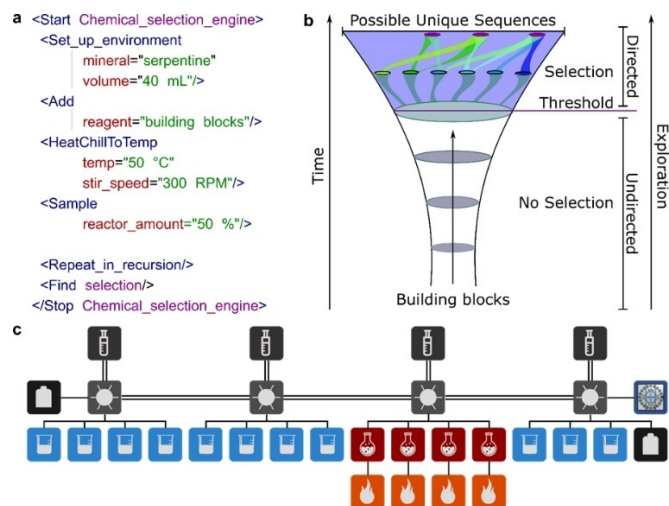 a
<Start Chemical_selection_engine>
<Set_up_environment
mineral="serpentine"
volume="40 mL"/>
<Add
reagent="building blocks"/>
<HeatChillToTemp
temp="50 °C"
stir_speed="300 RPM"/>
<Sample
reactor_amount="50 %"/>
<Repeat_in_recursion/>
<Find selection/>
</Stop Chemical_selection_engine>
b
Possible Unique Sequences
Time
Selection
Threshold
No Selection
Building blocks
Directed
Undirected
Exploration
c